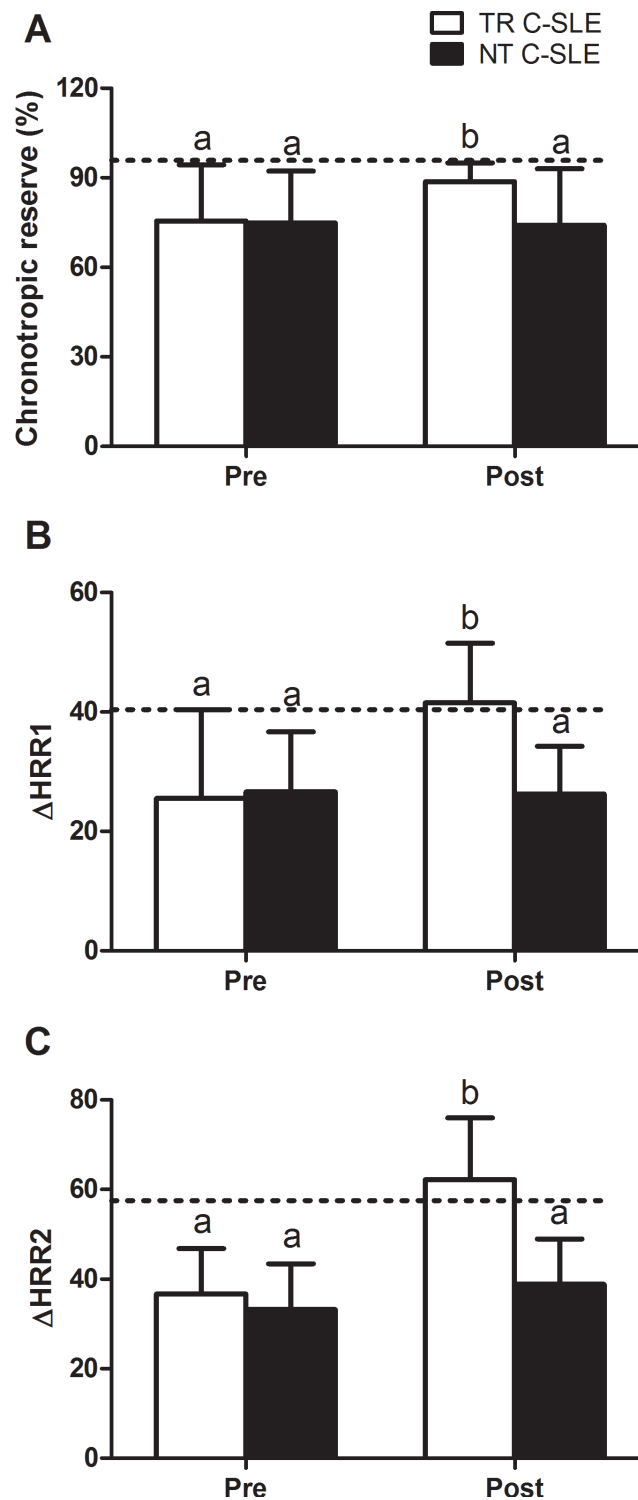 A
TR C-SLE
NT C-SLE
Chronotropic reserve (%)
120
90
60
30
0
a
a
b
a
Pre
Post
B
ΔHRR1
60
40
20
0
a
a
b
a
Pre
Post
C
ΔHRR2
80
60
40
20
0
a
a
b
a
Pre
Post